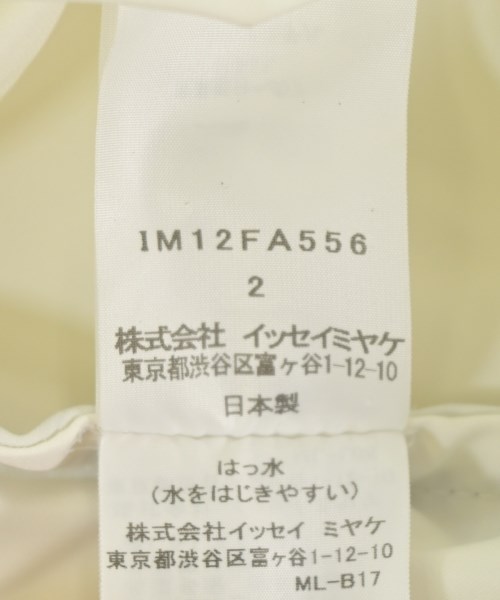 IM12FA556
2
株式会社 イッセイミヤケ
東京都渋谷区富ヶ谷1-12-10
日本製
はっ水
(水をはじきやすい)
株式会社イッセイ ミヤケ
東京都渋谷区富ヶ谷1-12-10
ML-B17